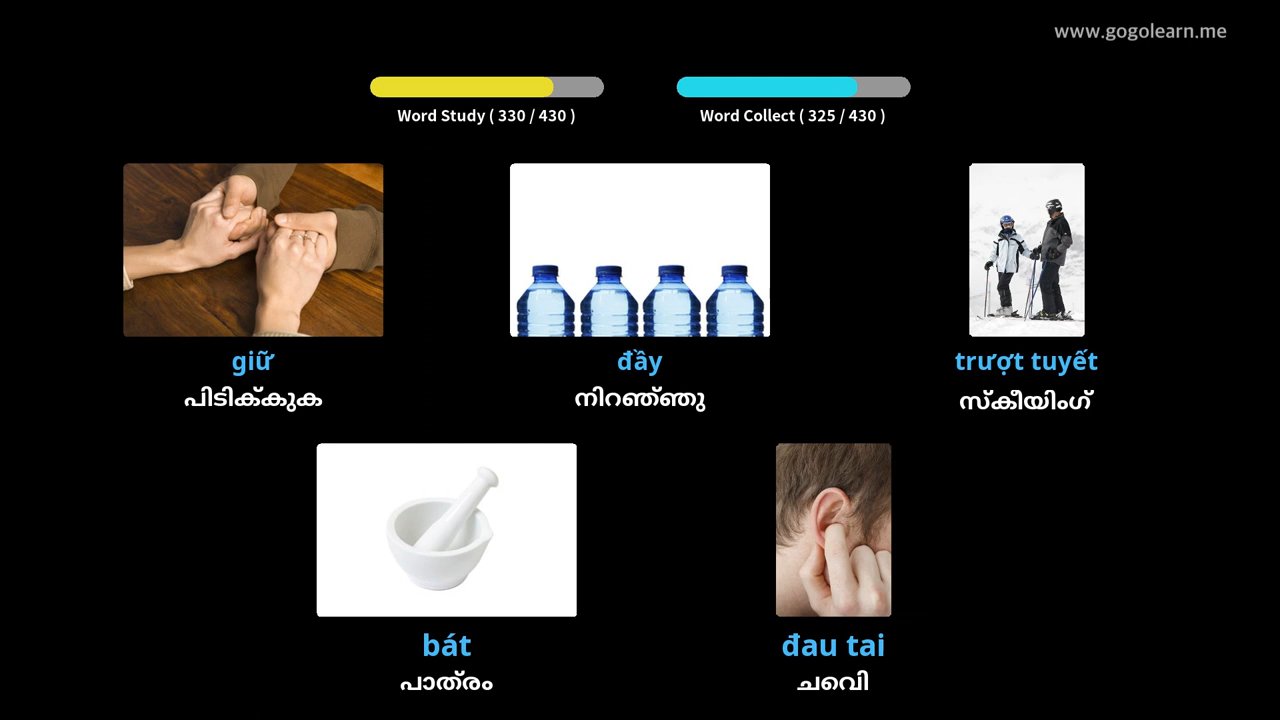 www.gogolearn.me
Word Study ( 330 / 430 )
Word Collect ( 325 / 430 )
giữ
പിടിക്കുക
đầy
നിറഞ്ഞു
trượt tuyết
സ്കീയിംഗ്
bát
പാത്രം
đau tai
ചെവി